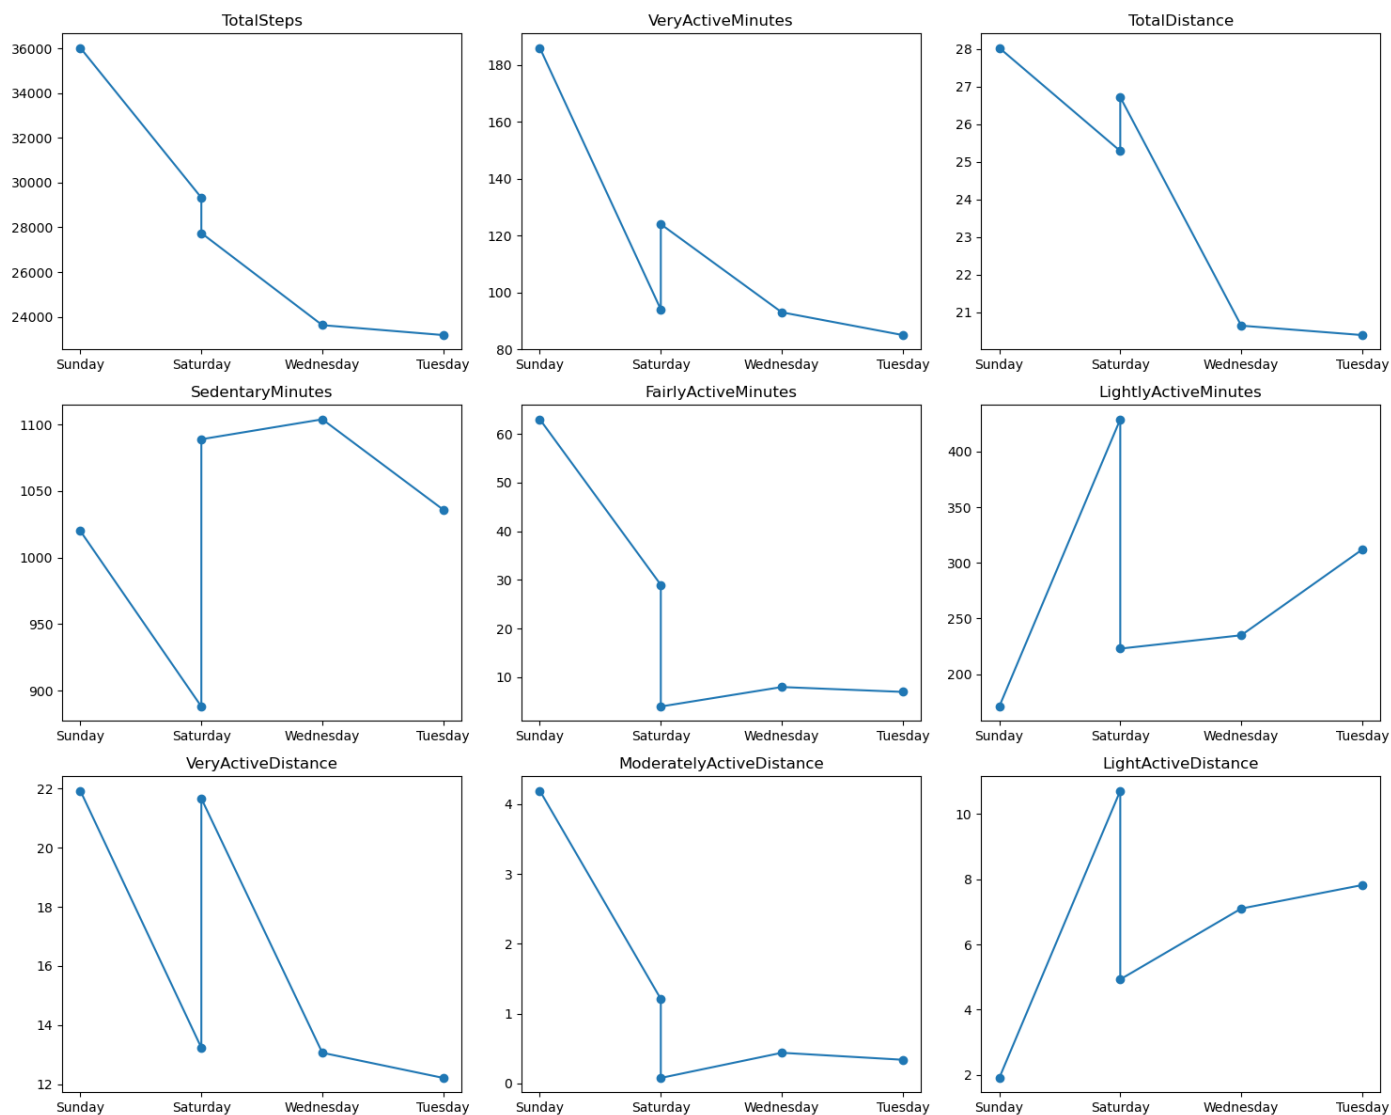 TotalSteps
36000
34000
32000
30000
28000
26000
24000
Sunday Saturday Wednesday Tuesday
VeryActiveMinutes
180
160
140
120
100
80
Sunday Saturday Wednesday Tuesday
TotalDistance
28
27
26
25
24
23
22
21
Sunday Saturday Wednesday Tuesday
SedentaryMinutes
1100
1050
1000
950
900
Sunday Saturday Wednesday Tuesday
FairlyActiveMinutes
60
50
40
30
20
10
Sunday Saturday Wednesday Tuesday
LightlyActiveMinutes
400
350
300
250
200
Sunday Saturday Wednesday Tuesday
VeryActiveDistance
22
20
18
16
14
12
Sunday Saturday Wednesday Tuesday
ModeratelyActiveDistance
4
3
2
1
0
Sunday Saturday Wednesday Tuesday
LightActiveDistance
10
8
6
4
2
Sunday Saturday Wednesday Tuesday